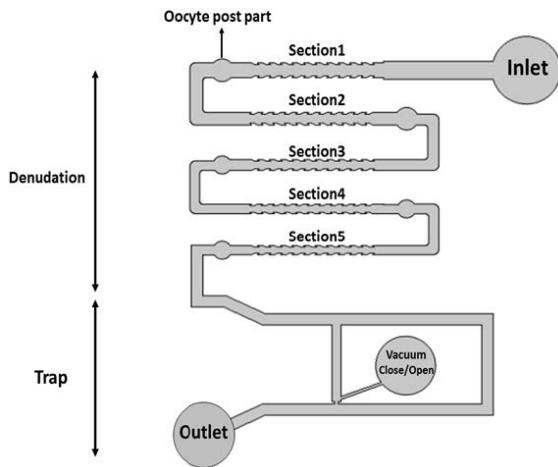 Oocyte post part
Section1
Inlet
Section2
Denudation
Section3
Section4
Section5
Trap
Vacuum
Close/Open
Outlet